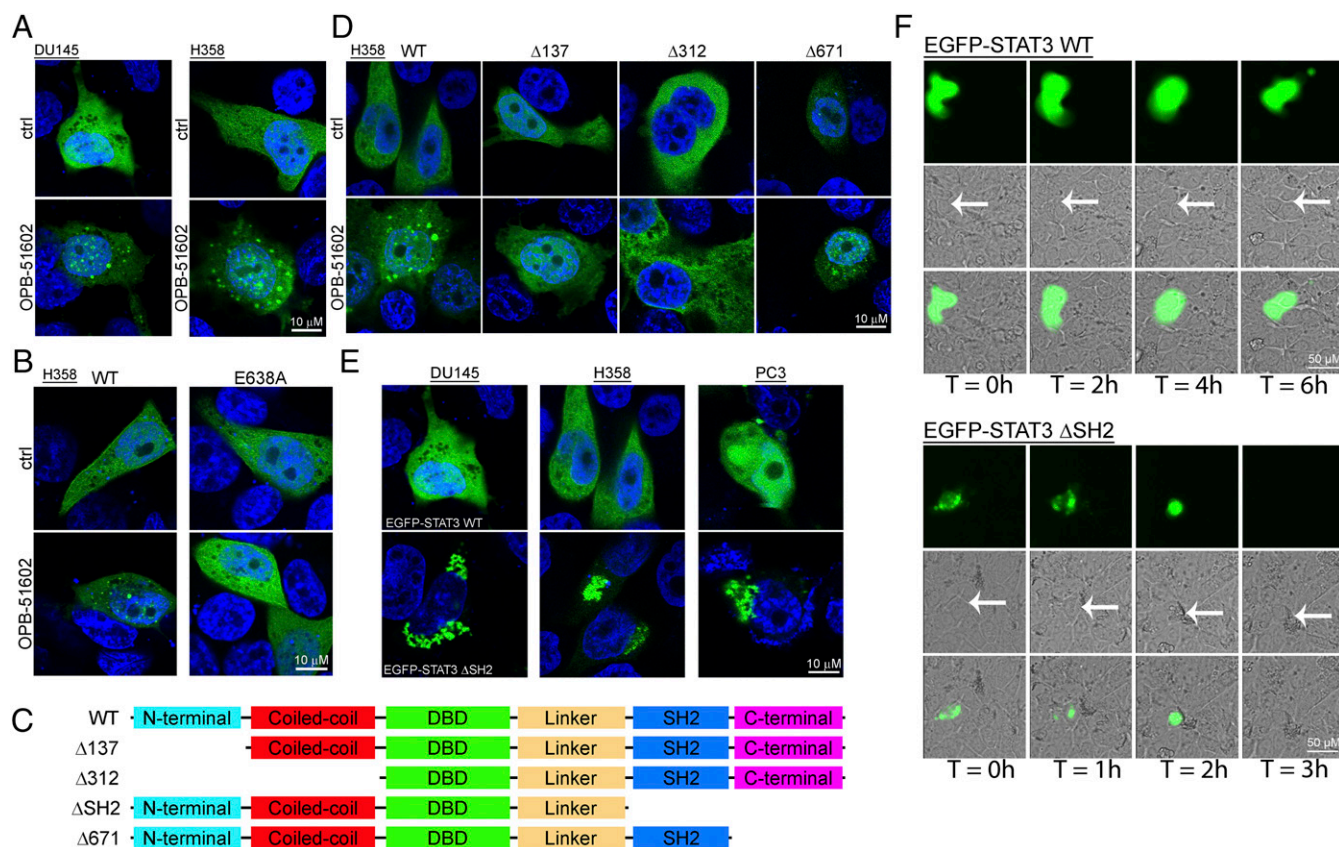 A
DU145
H358
ctrl
OPB-51602
10 µM
B
H358 WT E638A
ctrl
OPB-51602
10 µM
C
WT N-terminal Coiled-coil DBD Linker SH2 C-terminal
Δ137 Coiled-coil DBD Linker SH2 C-terminal
Δ312 DBD Linker SH2 C-terminal
ΔSH2 N-terminal Coiled-coil DBD Linker
Δ671 N-terminal Coiled-coil DBD Linker SH2
D
H358 WT Δ137 Δ312 Δ671
ctrl
OPB-51602
10 µM
E
DU145 H358 PC3
EGFP-STAT3 WT
EGFP-STAT3 ΔSH2
10 µM
F
EGFP-STAT3 WT
50 µM
T = 0h T = 2h T = 4h T = 6h
EGFP-STAT3 ΔSH2
50 µM
T = 0h T = 1h T = 2h T = 3h